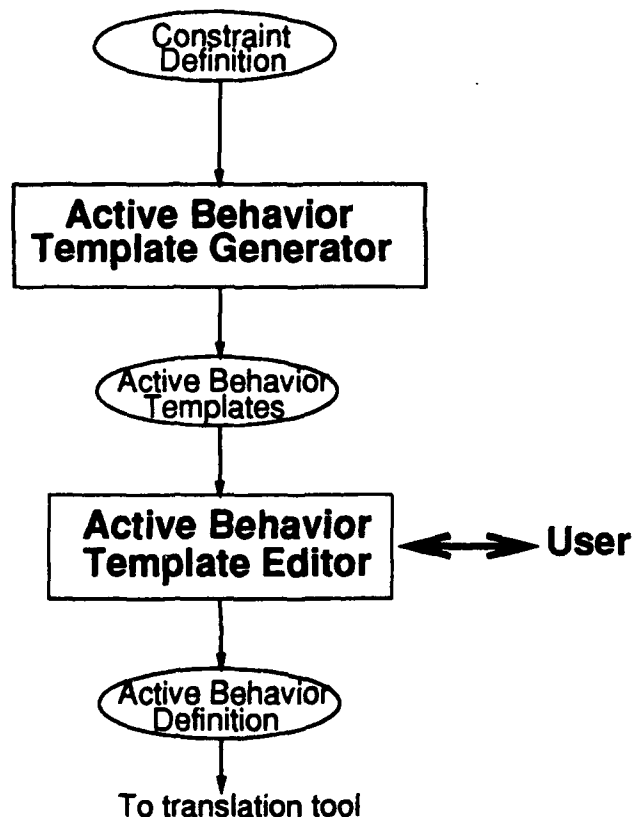 Constraint
Definition
Active Behavior
Template Generator
Active Behavior
Templates
Active Behavior
Template Editor
User
Active Behavior
Definition
To translation tool